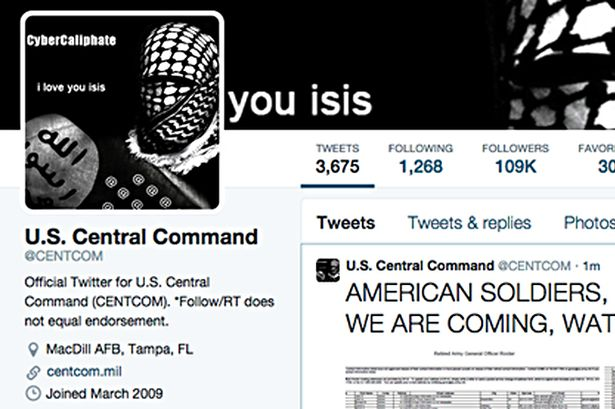 CyberCaliphate
i love you isis
you isis
TWEETS
3,675
FOLLOWING
1,268
FOLLOWERS
109K
FAVOR
30
Tweets
Tweets & replies
Photos
U.S. Central Command
@CENTCOM
Official Twitter for U.S. Central
Command (CENTCOM). *Follow/RT does
not equal endorsement.
MacDill AFB, Tampa, FL
centcom.mil
Joined March 2009
U.S. Central Command @CENTCOM · 1m
AMERICAN SOLDIERS,
WE ARE COMING, WAT
Retired Army General Officer Roster
الله
رسول